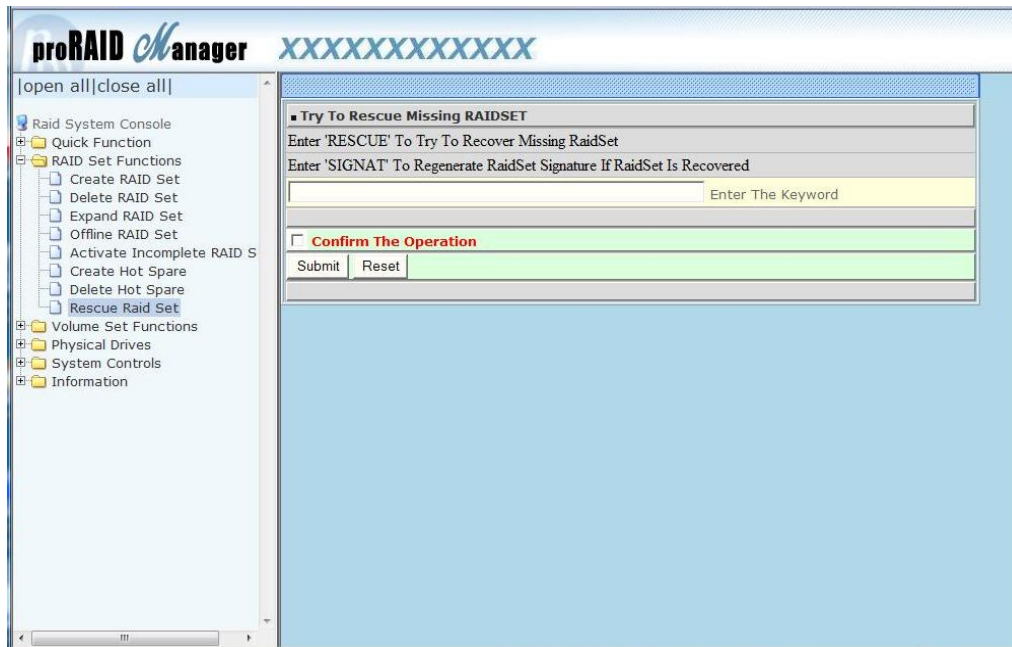 proRAID Manager XXXXXXXXXXXX
|open all|close all|
Raid System Console
Quick Function
RAID Set Functions
Create RAID Set
Delete RAID Set
Expand RAID Set
Offline RAID Set
Activate Incomplete RAID S
Create Hot Spare
Delete Hot Spare
Rescue Raid Set
Volume Set Functions
Physical Drives
System Controls
Information
Try To Rescue Missing RAIDSET
Enter 'RESCUE' To Try To Recover Missing RaidSet
Enter 'SIGNAT' To Regenerate RaidSet Signature If RaidSet Is Recovered
Enter The Keyword
Confirm The Operation
Submit Reset